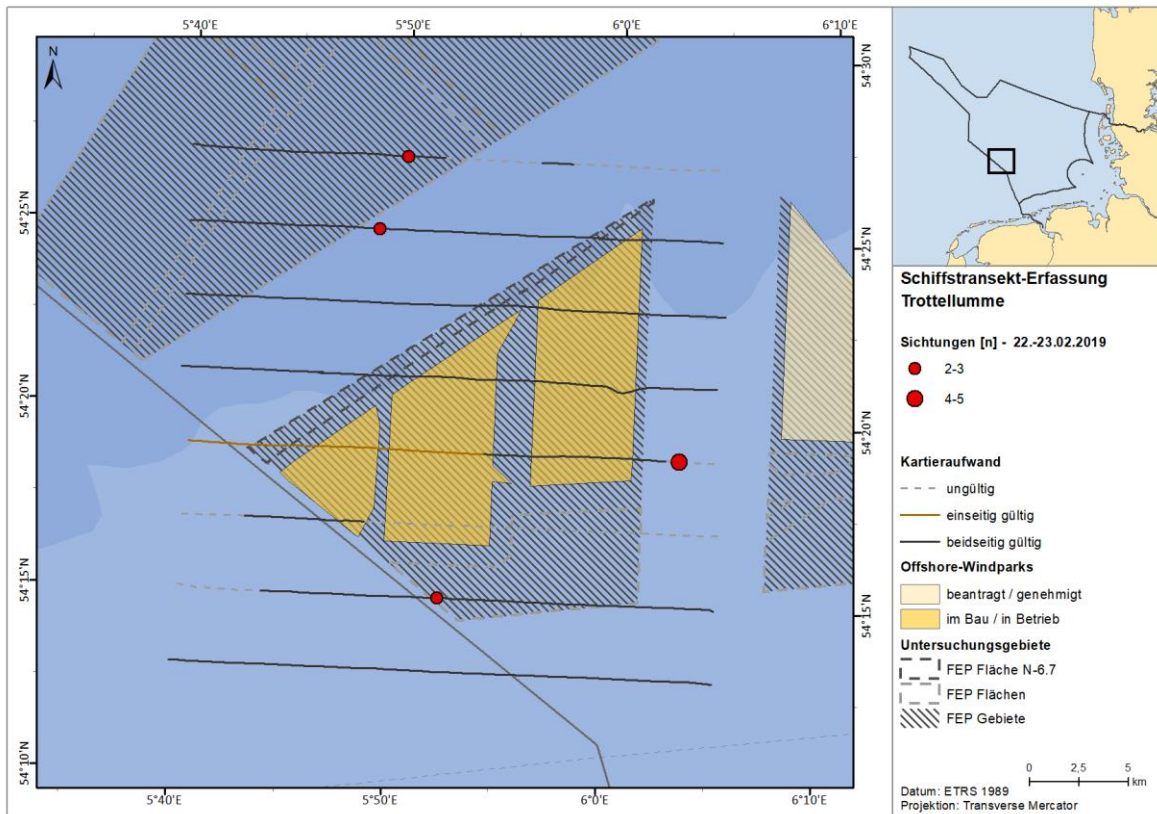 5°40'E
5°50'E
6°0'E
6°10'E
N
54°30'N
54°25'N
54°25'N
54°20'N
54°20'N
54°15'N
54°15'N
54°10'N
5°40'E
5°50'E
6°0'E
6°10'E
Schiffstransekt-Erfassung
Trottellumme
Sichtungen [n] - 22.-23.02.2019
2-3
4-5
Kartieraufwand
ungültig
einseitig gültig
beidseitig gültig
Offshore-Windparks
beantragt / genehmigt
im Bau / in Betrieb
Untersuchungsgebiete
FEP Fläche N-6.7
FEP Flächen
FEP Gebiete
0 2,5 5
km
Datum: ETRS 1989
Projektion: Transverse Mercator